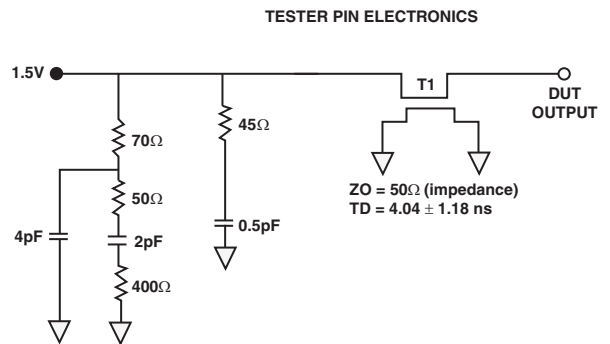 TESTER PIN ELECTRONICS
1.5V
T1
DUT
OUTPUT
70Ω
45Ω
50Ω
ZO = 50Ω (impedance)
TD = 4.04 ± 1.18 ns
4pF
2pF
0.5pF
400Ω